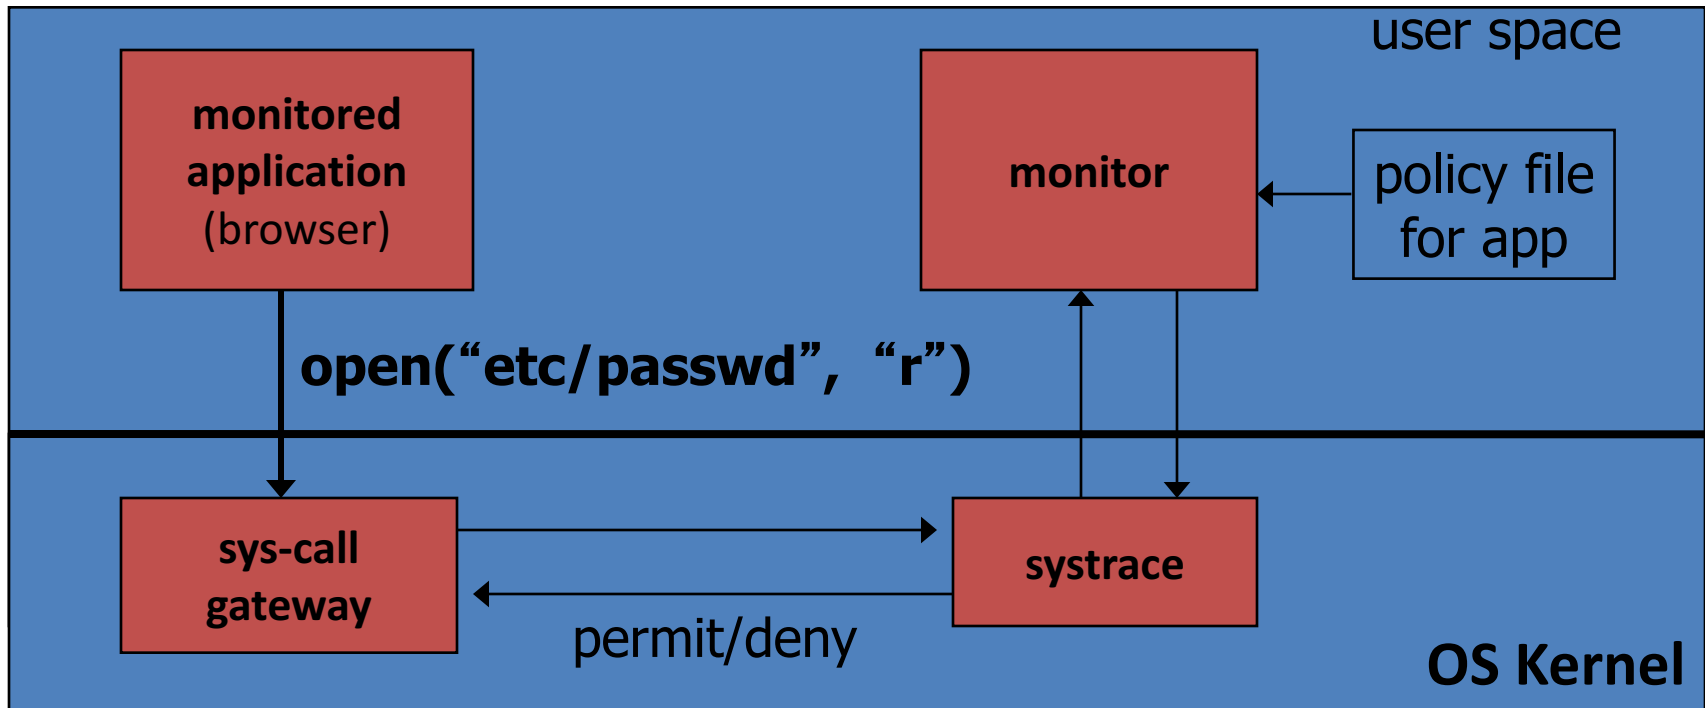 user space
monitored
application
(browser)
monitor
policy file
for app
open(“etc/passwd”, “r”)
sys-call
gateway
systrace
permit/deny
OS Kernel